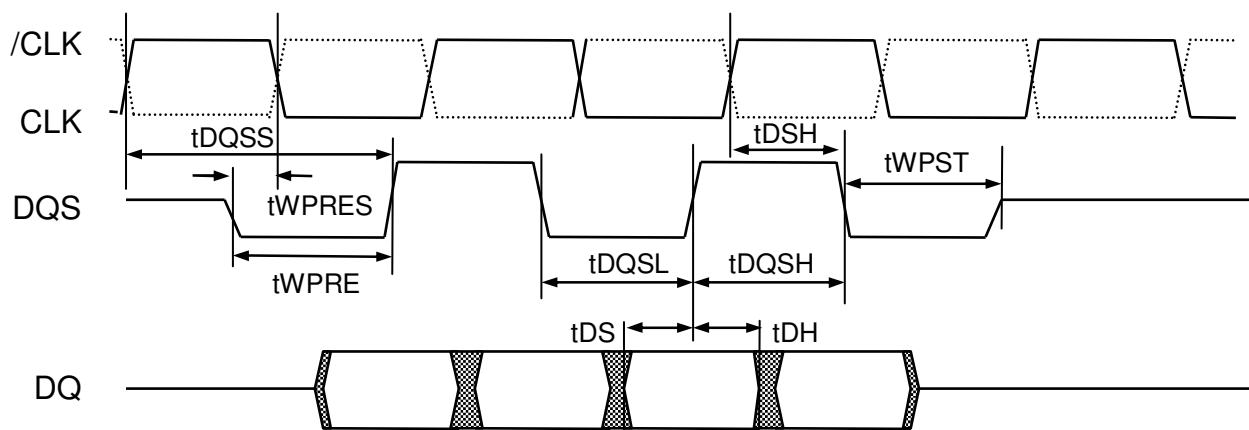 /CLK
CLK
tDQSS
tDSH
tWPST
DQS
tWPRES
tWPRE
tDQSL
tDQSH
tDS
tDH
DQ